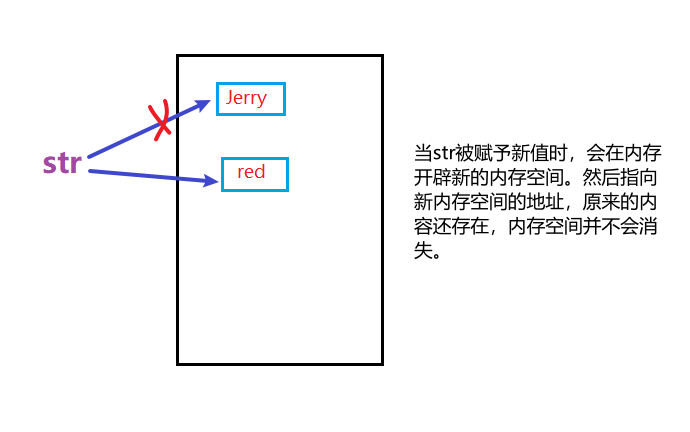 Jerry
str
red
当str被赋予新值时，会在内存
开辟新的内存空间。然后指向
新内存空间的地址，原来的内
容还存在，内存空间并不会消
失。